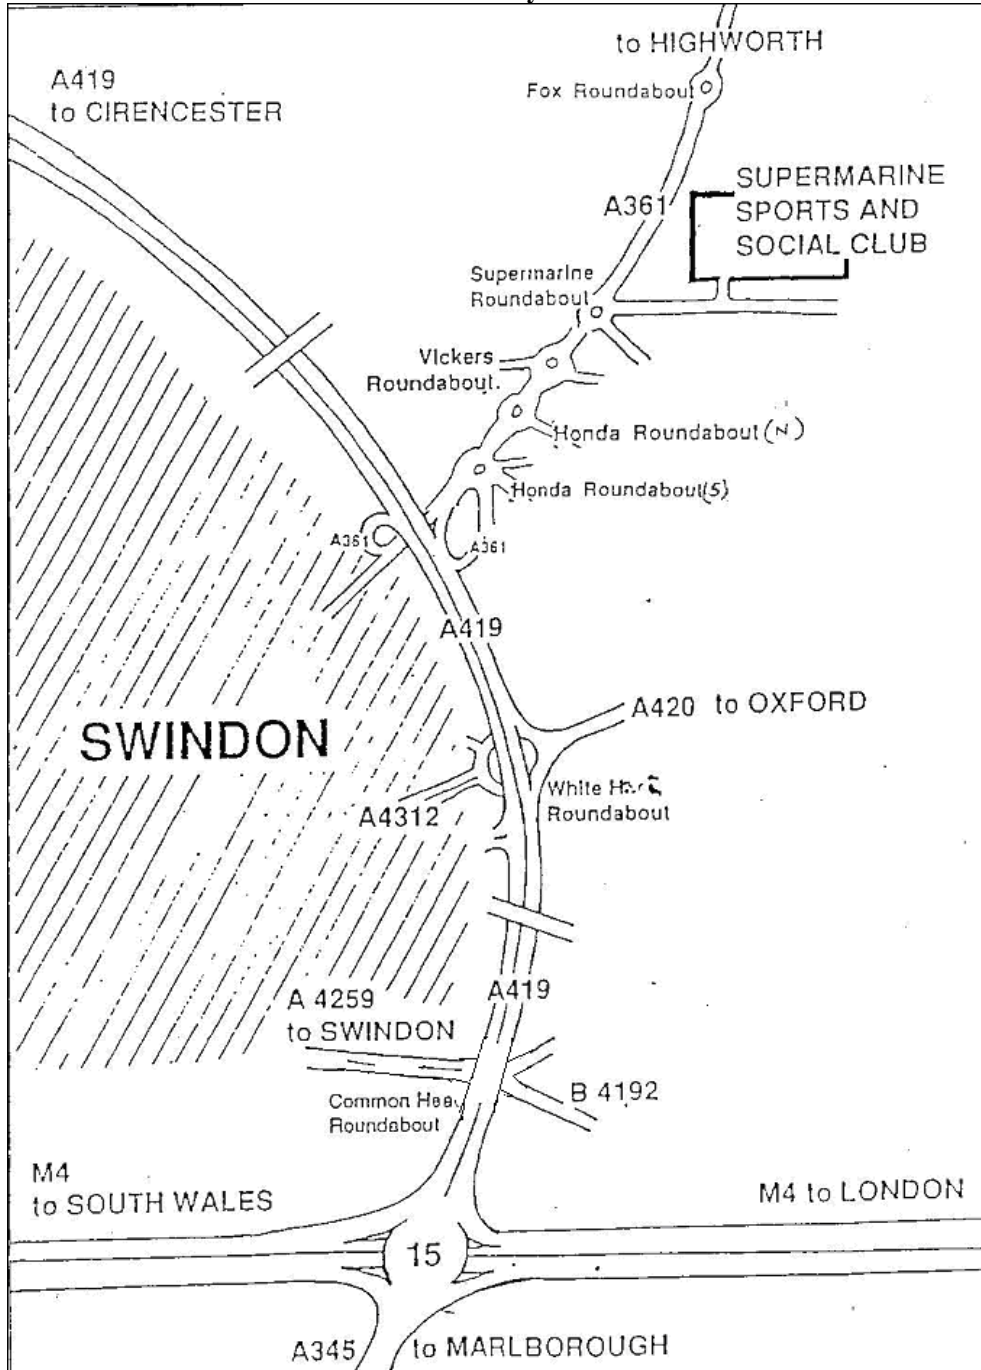 to HIGHWORTH
A419
to CIRENCESTER
Fox Roundabout
SUPERMARINE
SPORTS AND
SOCIAL CLUB
A361
Supermarine
Roundabout
Vickers
Roundabout.
Honda Roundabout (N)
Honda Roundabout (S)
A361
A361
A419
SWINDON
A420 to OXFORD
White
Roundabout
A4312
A 4259
to SWINDON
A419
B 4192
Common
Roundabout
M4
to SOUTH WALES
M4 to LONDON
15
A345 to MARLBOROUGH